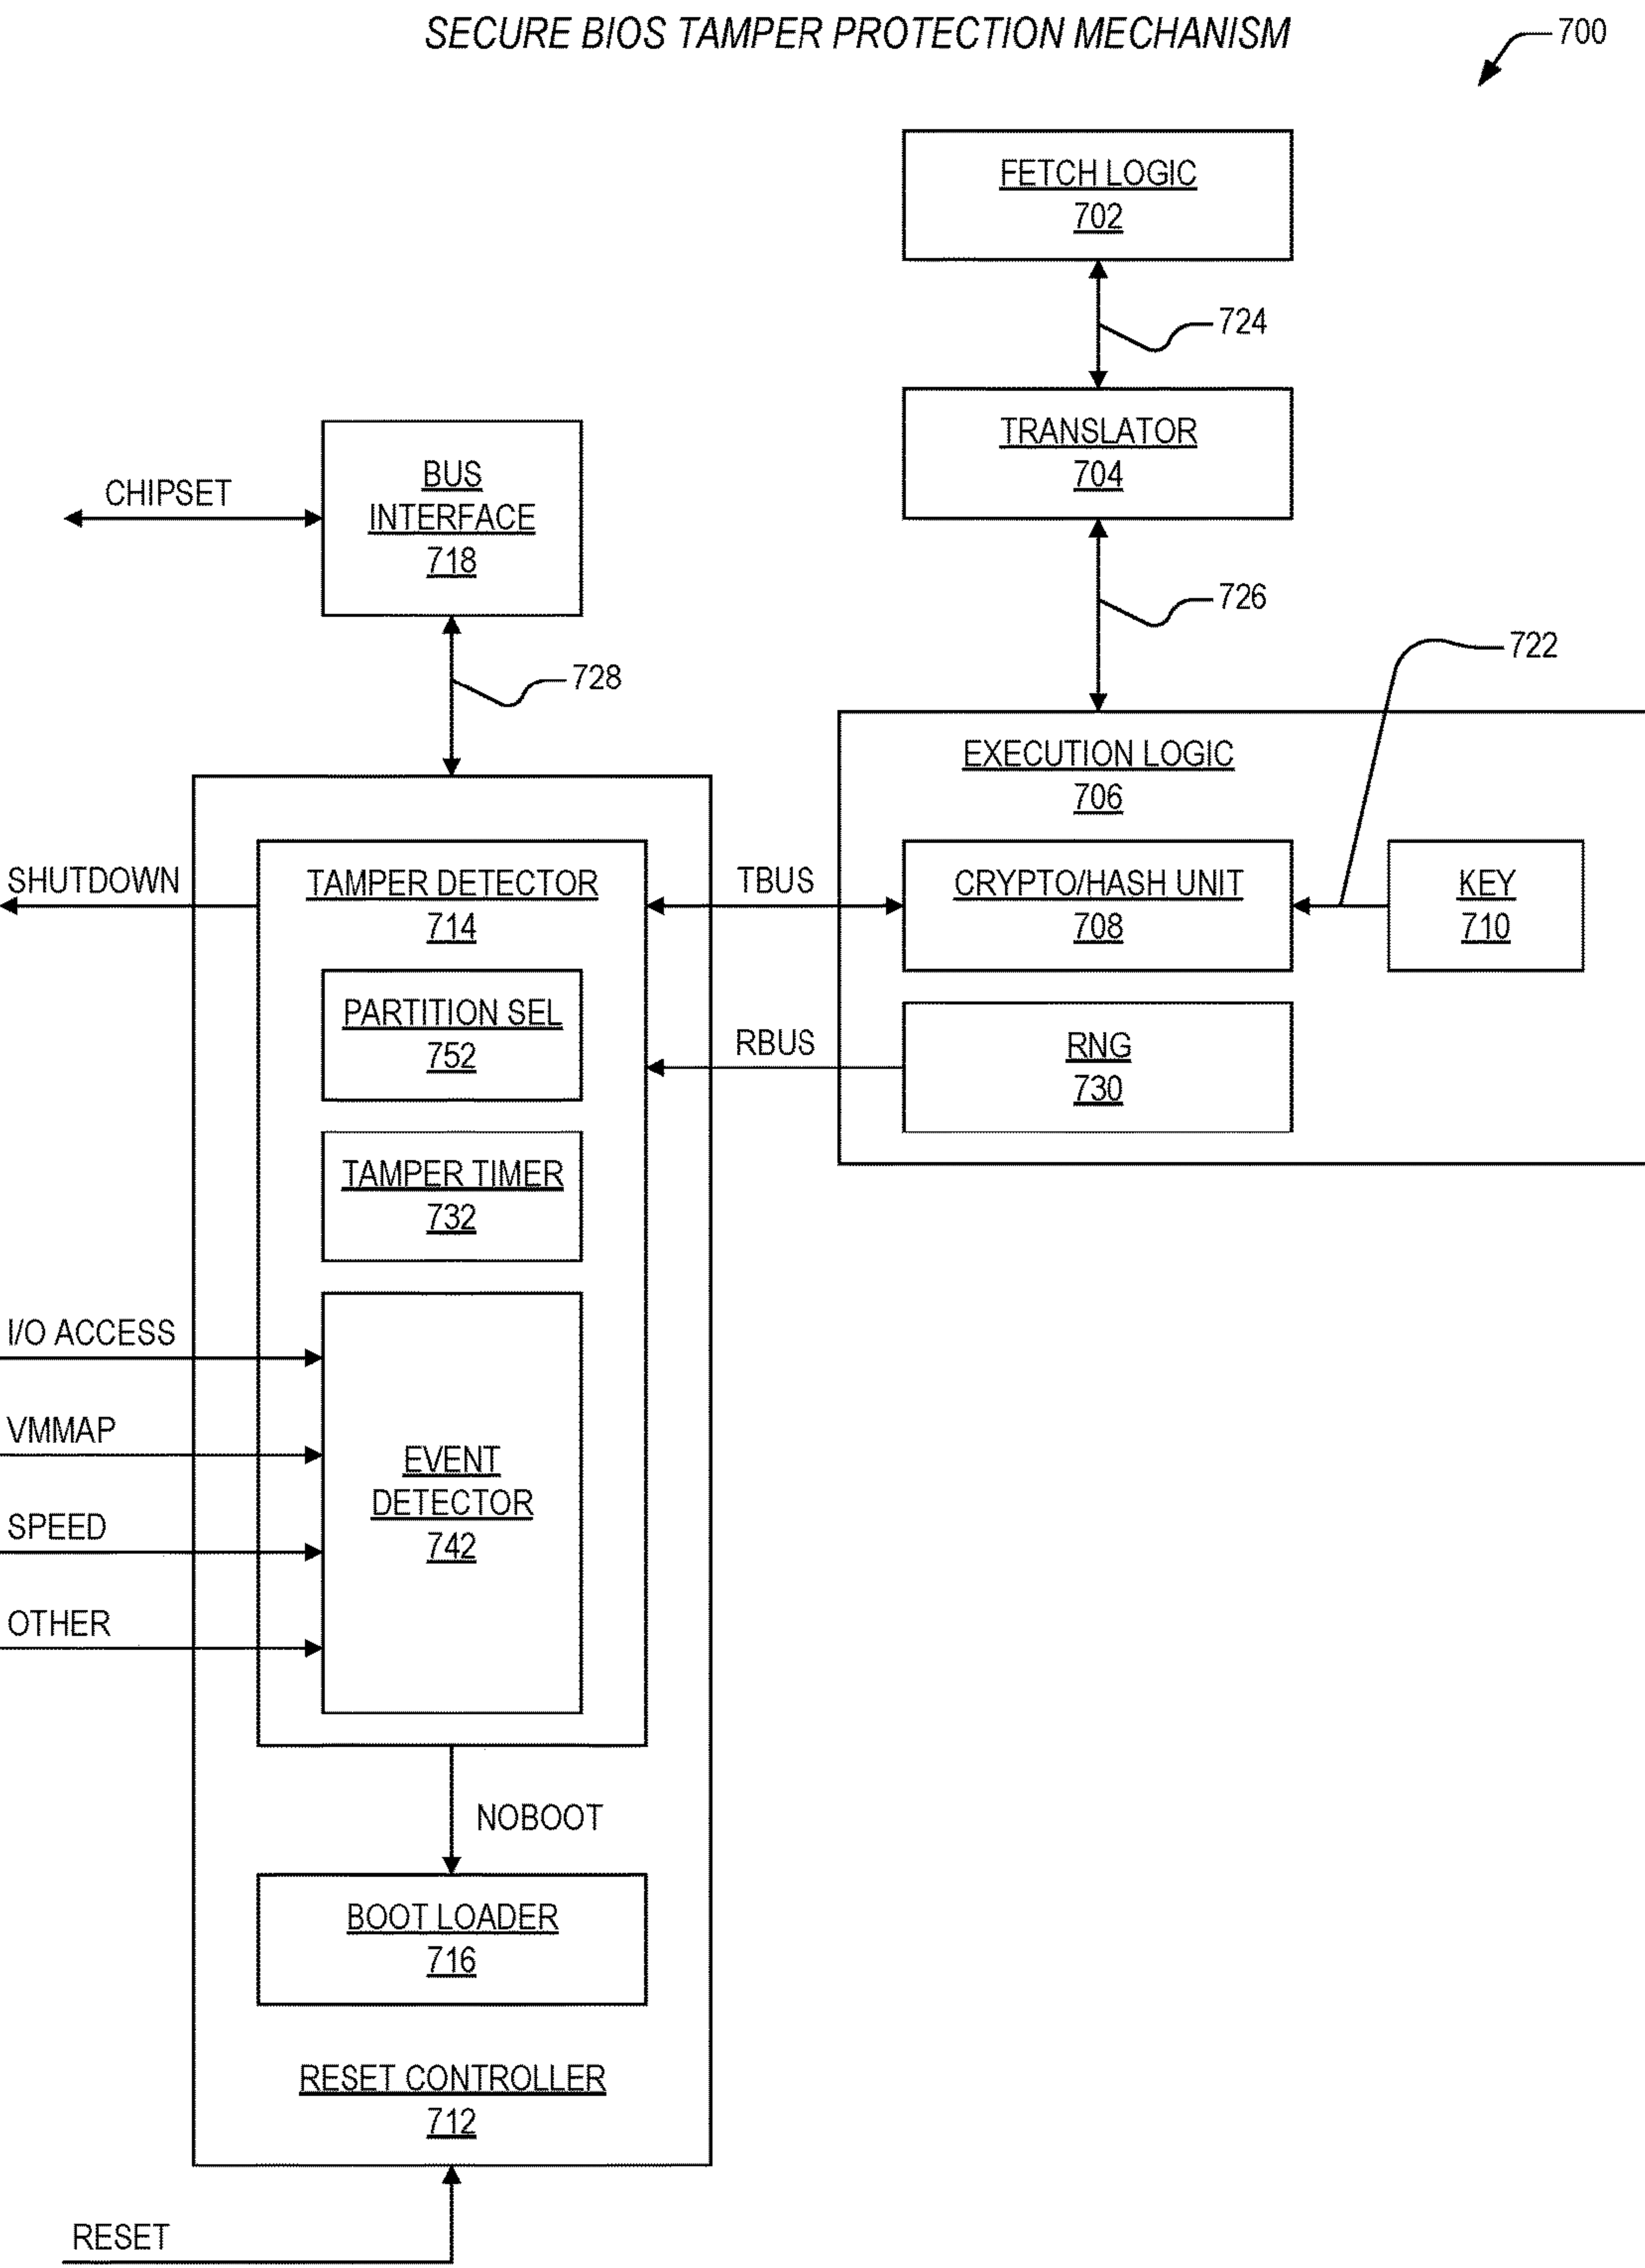 SECURE BIOS TAMPER PROTECTION MECHANISM
700
FETCH LOGIC
702
724
TRANSLATOR
704
CHIPSET
BUS
INTERFACE
718
726
722
728
EXECUTION LOGIC
706
SHUTDOWN
TAMPER DETECTOR
714
TBUS
CRYPTO/HASH UNIT
708
KEY
710
PARTITION SEL
752
RBUS
RNG
730
TAMPER TIMER
732
I/O ACCESS
VMMAP
SPEED
OTHER
EVENT
DETECTOR
742
NOBOOT
BOOT LOADER
716
RESET CONTROLLER
712
RESET